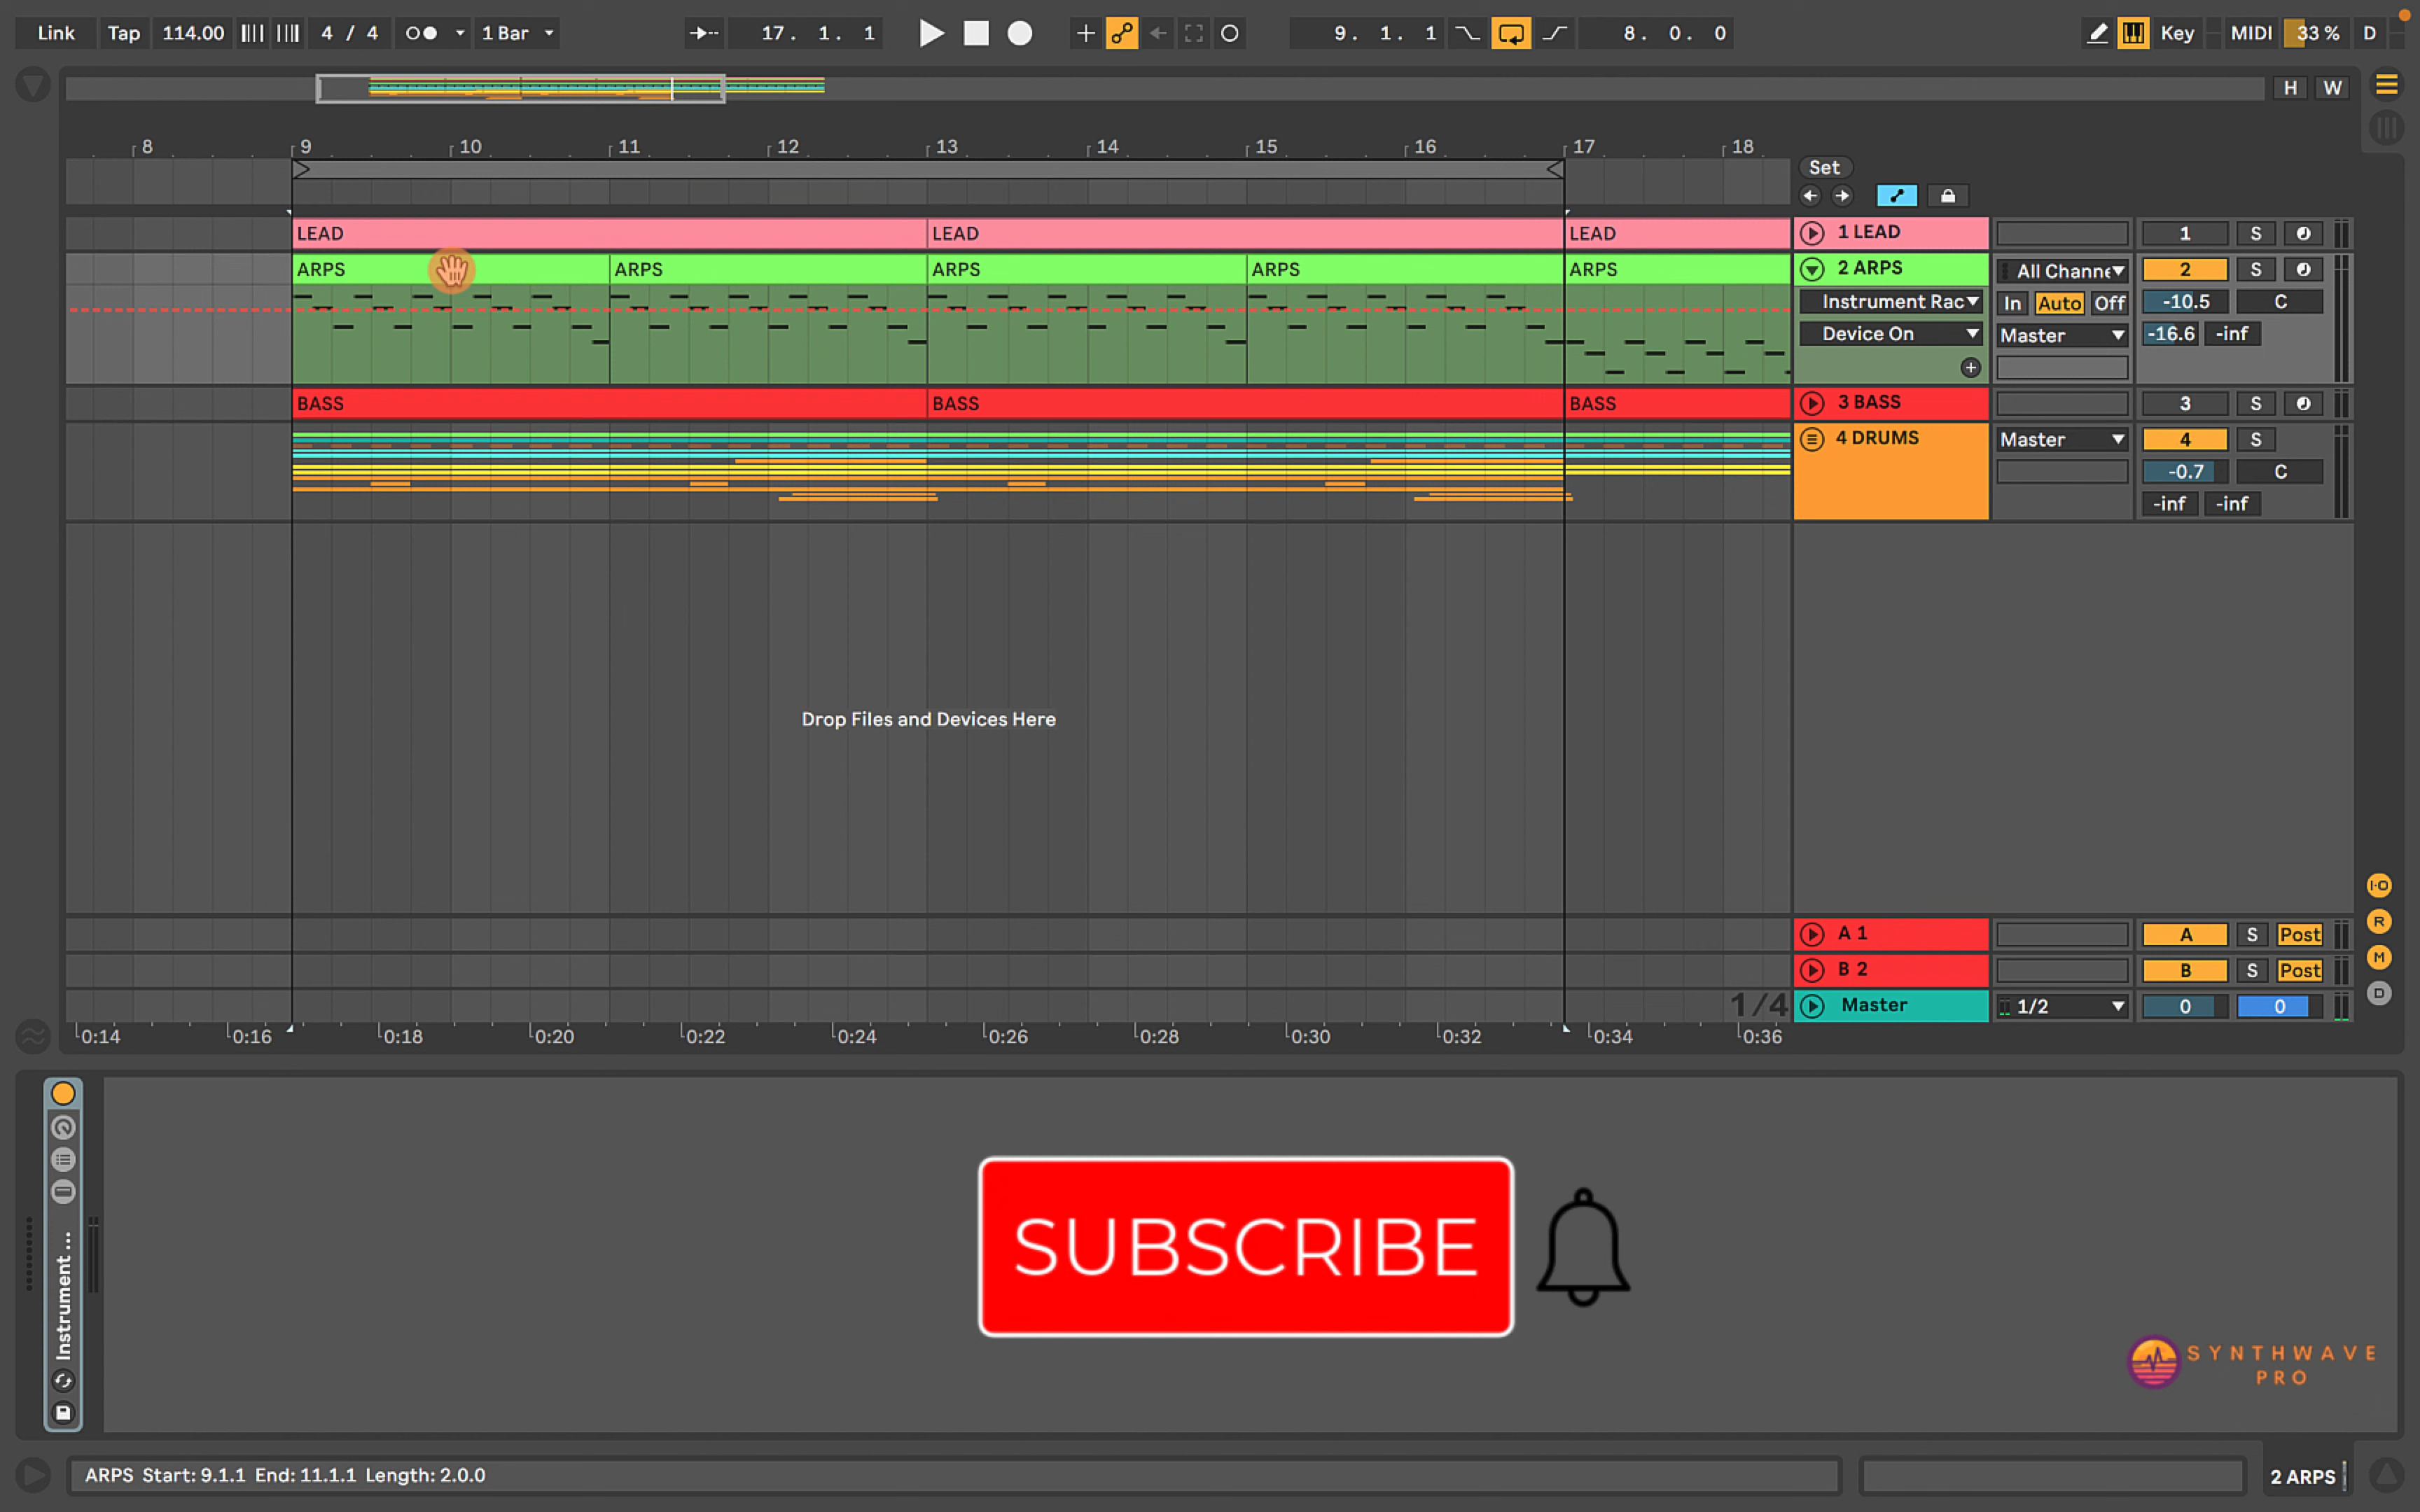 Link Tap 114.00 4 / 4 1 Bar 17. 1. 1 9. 1. 1 8. 0. 0 Key MIDI 33 % D
H W
8 9 10 11 12 13 14 15 16 17 18
Set
LEAD LEAD LEAD 1 LEAD 1 S
ARPS ARPS ARPS ARPS ARPS 2 ARPS All Channe 2 S
Instrument Rac In Auto Off -10.5 C
Device On Master -16.6 -inf
BASS BASS BASS 3 BASS 3 S
4 DRUMS Master 4 S
-0.7 C
-inf -inf
Drop Files and Devices Here
I·O
R
M
D
A 1 A S Post
B 2 B S Post
1/4 Master 1/2 0 0
0:14 0:16 0:18 0:20 0:22 0:24 0:26 0:28 0:30 0:32 0:34 0:36
Instrument ...
SUBSCRIBE
SYNTHWAVE
PRO
ARPS Start: 9.1.1 End: 11.1.1 Length: 2.0.0
2 ARPS